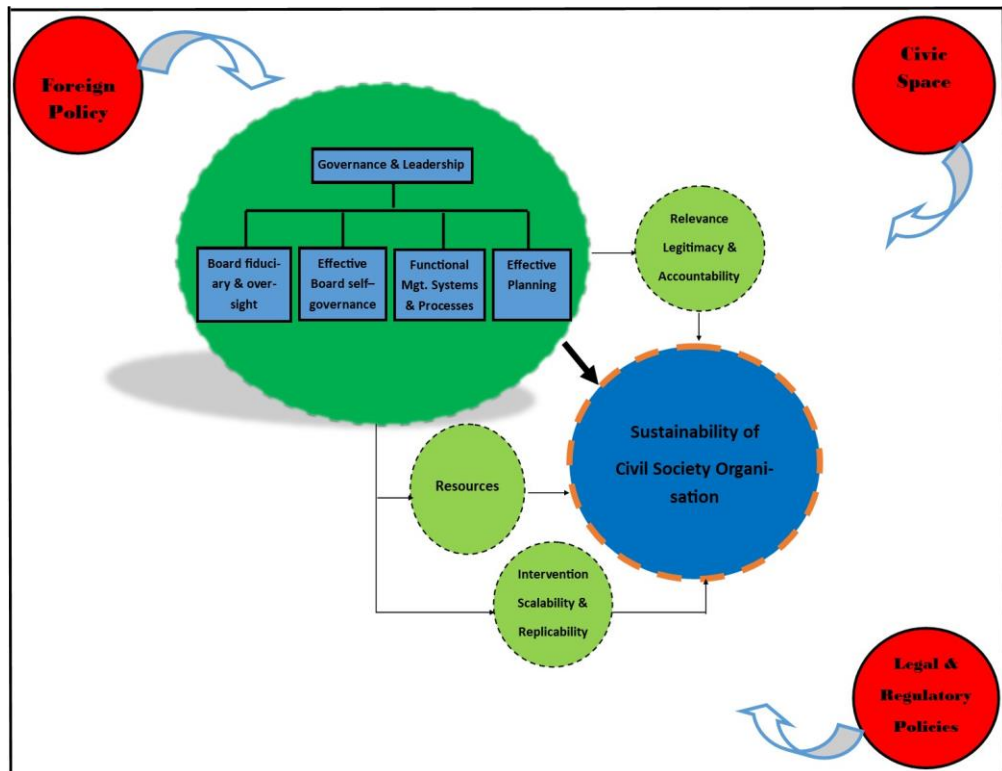 Foreign
Policy
Civic
Space
Governance & Leadership
Board fiduci-
ary & over-
sight
Effective
Board self–
governance
Functional
Mgt. Systems
& Processes
Effective
Planning
Relevance
Legitimacy &
Accountability
Sustainability of
Civil Society Organi-
sation
Resources
Intervention
Scalability &
Replicability
Legal &
Regulatory
Policies